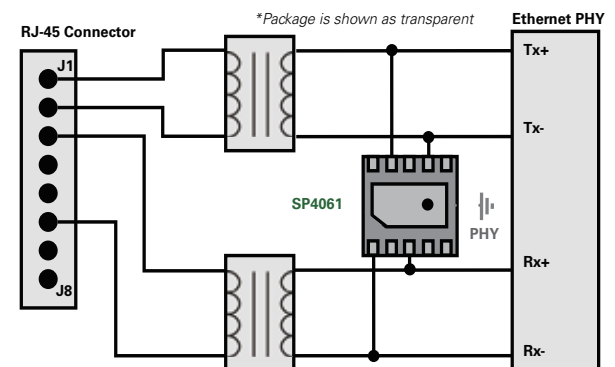 *Package is shown as transparent
Ethernet PHY
RJ-45 Connector
J1
Tx+
Tx-
SP4061
PHY
Rx+
J8
Rx-